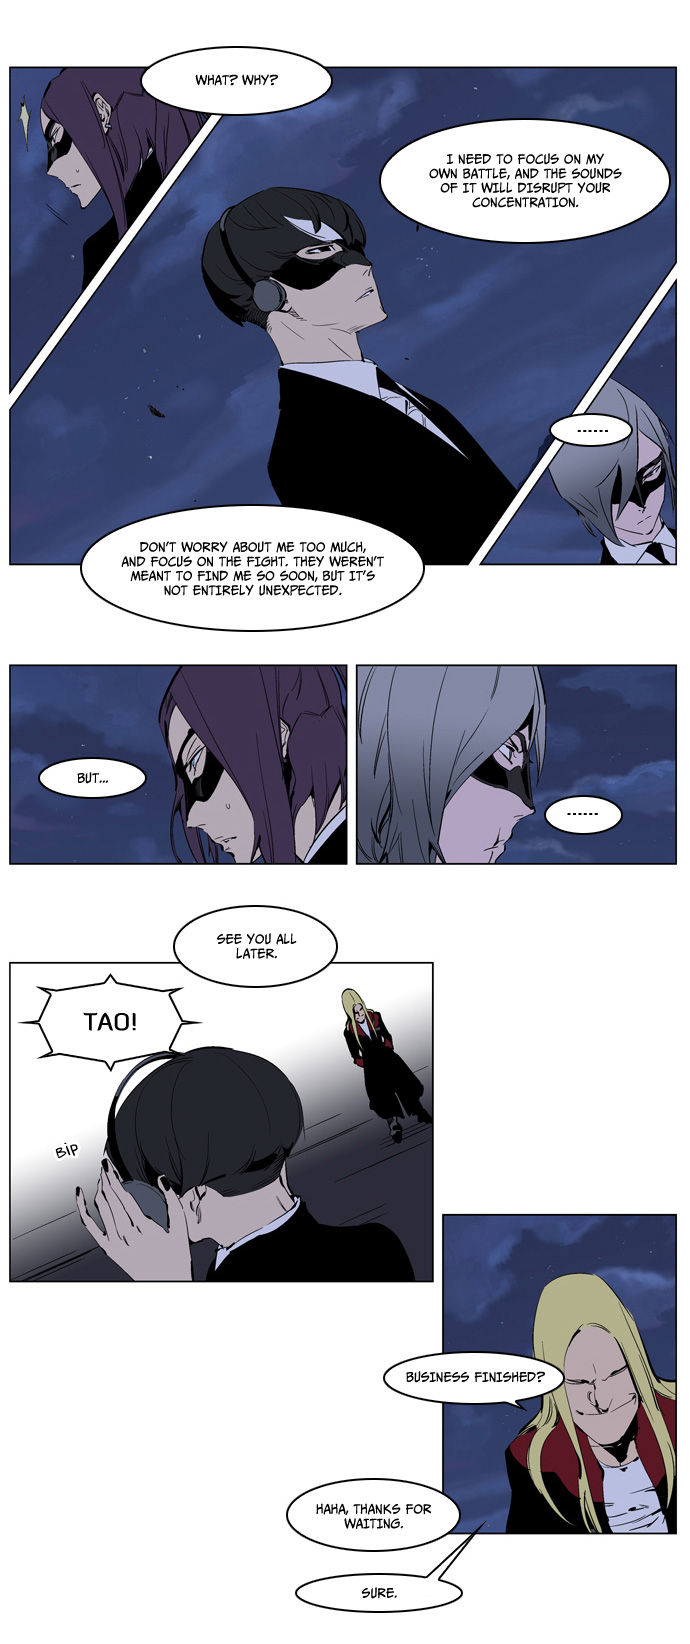 WHAT? WHY?
I NEED TO FOCUS ON MY
OWN BATTLE, AND THE SOUNDS
OF IT WILL DISRUPT YOUR
CONCENTRATION.
------
DON'T WORRY ABOUT ME TOO MUCH,
AND FOCUS ON THE FIGHT. THEY WEREN'T
MEANT TO FIND ME SO SOON, BUT IT'S
NOT ENTIRELY UNEXPECTED.
BUT...
------
SEE YOU ALL
LATER.
TAO!
BIP
BUSINESS FINISHED?
HAHA, THANKS FOR
WAITING.
SURE.